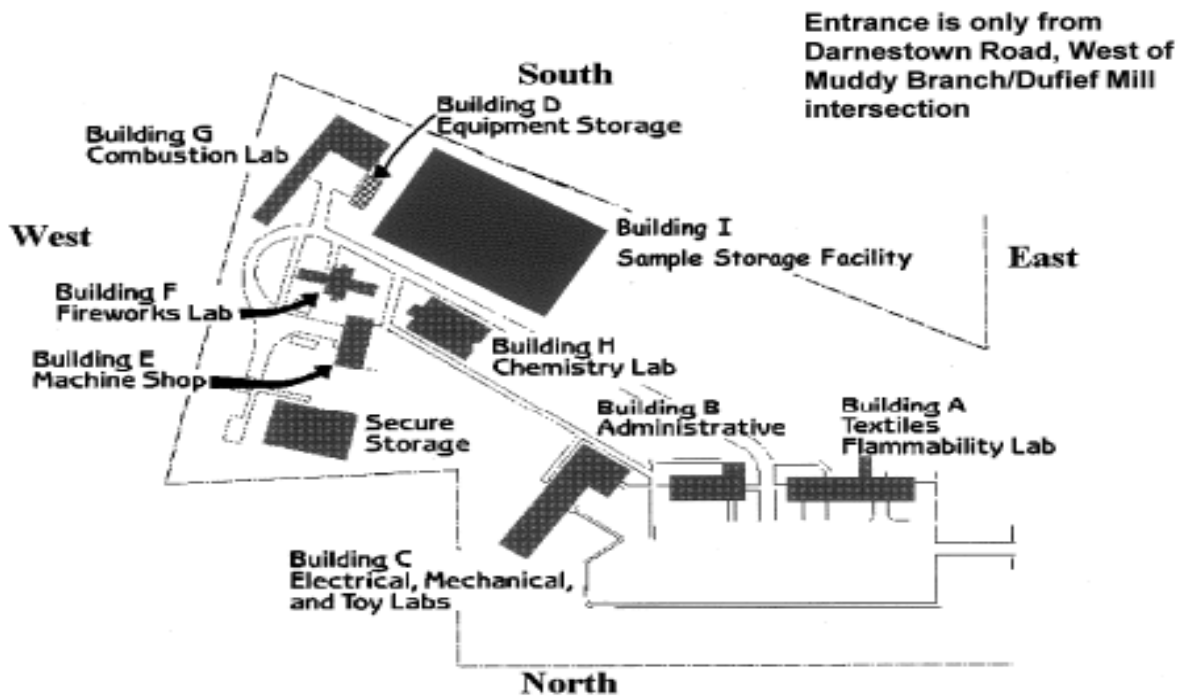 Entrance is only from
Darnestown Road, West of
Muddy Branch/Dufief Mill
intersection
South
Building D
Equipment Storage
Building G
Combustion Lab
Building I
Sample Storage Facility
West
East
Building F
Fireworks Lab
Building E
Machine Shop
Building H
Chemistry Lab
Secure
Storage
Building B
Administrative
Building A
Textiles
Flammability Lab
Building C
Electrical, Mechanical,
and Toy Labs
North